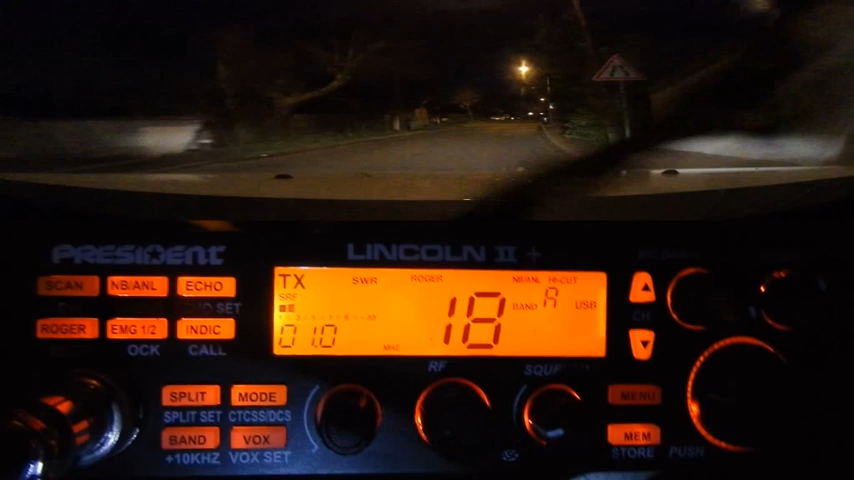 PRESIDENT
LINCOLN II +
SCAN NB/ANL ECHO
SET
ROGER EMG 1/2 INDIC
OCK CALL
TX SWR ROGER NB/ANL HI-CUT
SRF
BAND A USB
18
01.0
MHZ
CH
RF
SPLIT MODE
SPLIT SET CTCSS/DCS
BAND VOX
+10KHZ VOX SET
MENU
MEM
STORE PUSH